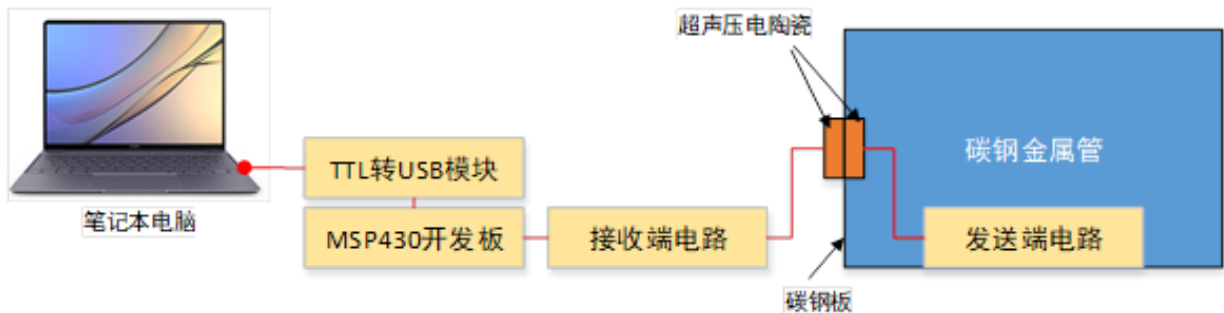 超声压电陶瓷
碳钢金属管
TTL转USB模块
笔记本电脑
MSP430开发板
接收端电路
发送端电路
碳钢板